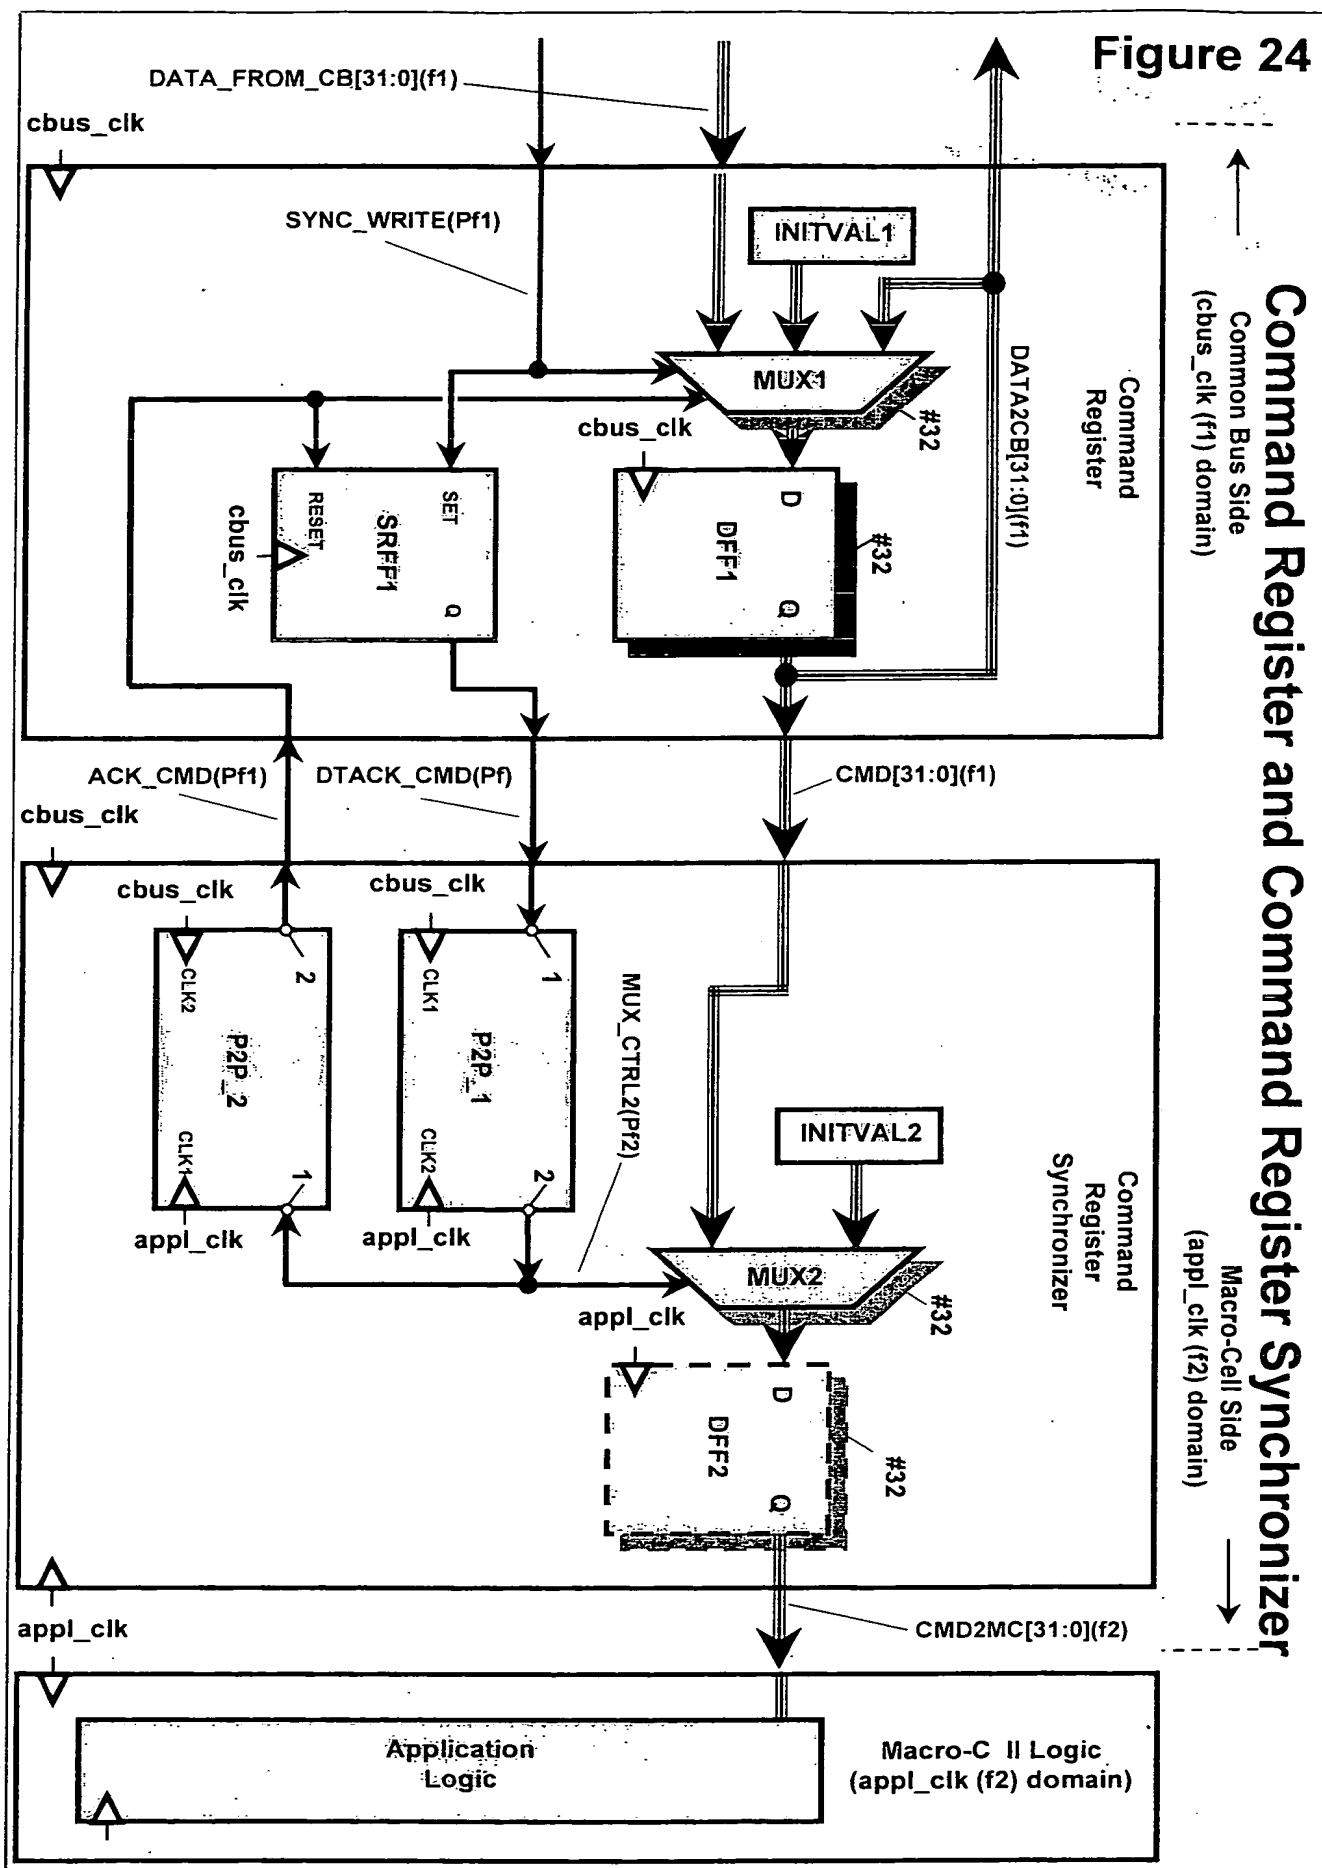 Figure 24
Command Register and Command Register Synchronizer
Common Bus Side
(cbus_clk (f1) domain)
Macro-Cell Side
(appl_clk (f2) domain)
DATA_FROM_CB[31:0](f1)
cbus_clk
SYNC_WRITE(Pf1)
INITVAL1
Command
Register
DATA2CB[31:0](f1)
MUX1
#32
cbus_clk
RESET
SET
SRFF1
Q
cbus_clk
D
DFF1
Q
#32
ACK_CMD(Pf1)
DTACK_CMD(Pf)
CMD[31:0](f1)
cbus_clk
cbus_clk
cbus_clk
2
CLK2
P2P_2
CLK1
1
1
CLK1
P2P_1
CLK2
2
MUX_CTRL2(Pf2)
INITVAL2
Command
Register
Synchronizer
appl_clk
appl_clk
MUX2
#32
appl_clk
D
DFF2
Q
#32
appl_clk
CMD2MC[31:0](f2)
Application
Logic
Macro-C ll Logic
(appl_clk (f2) domain)